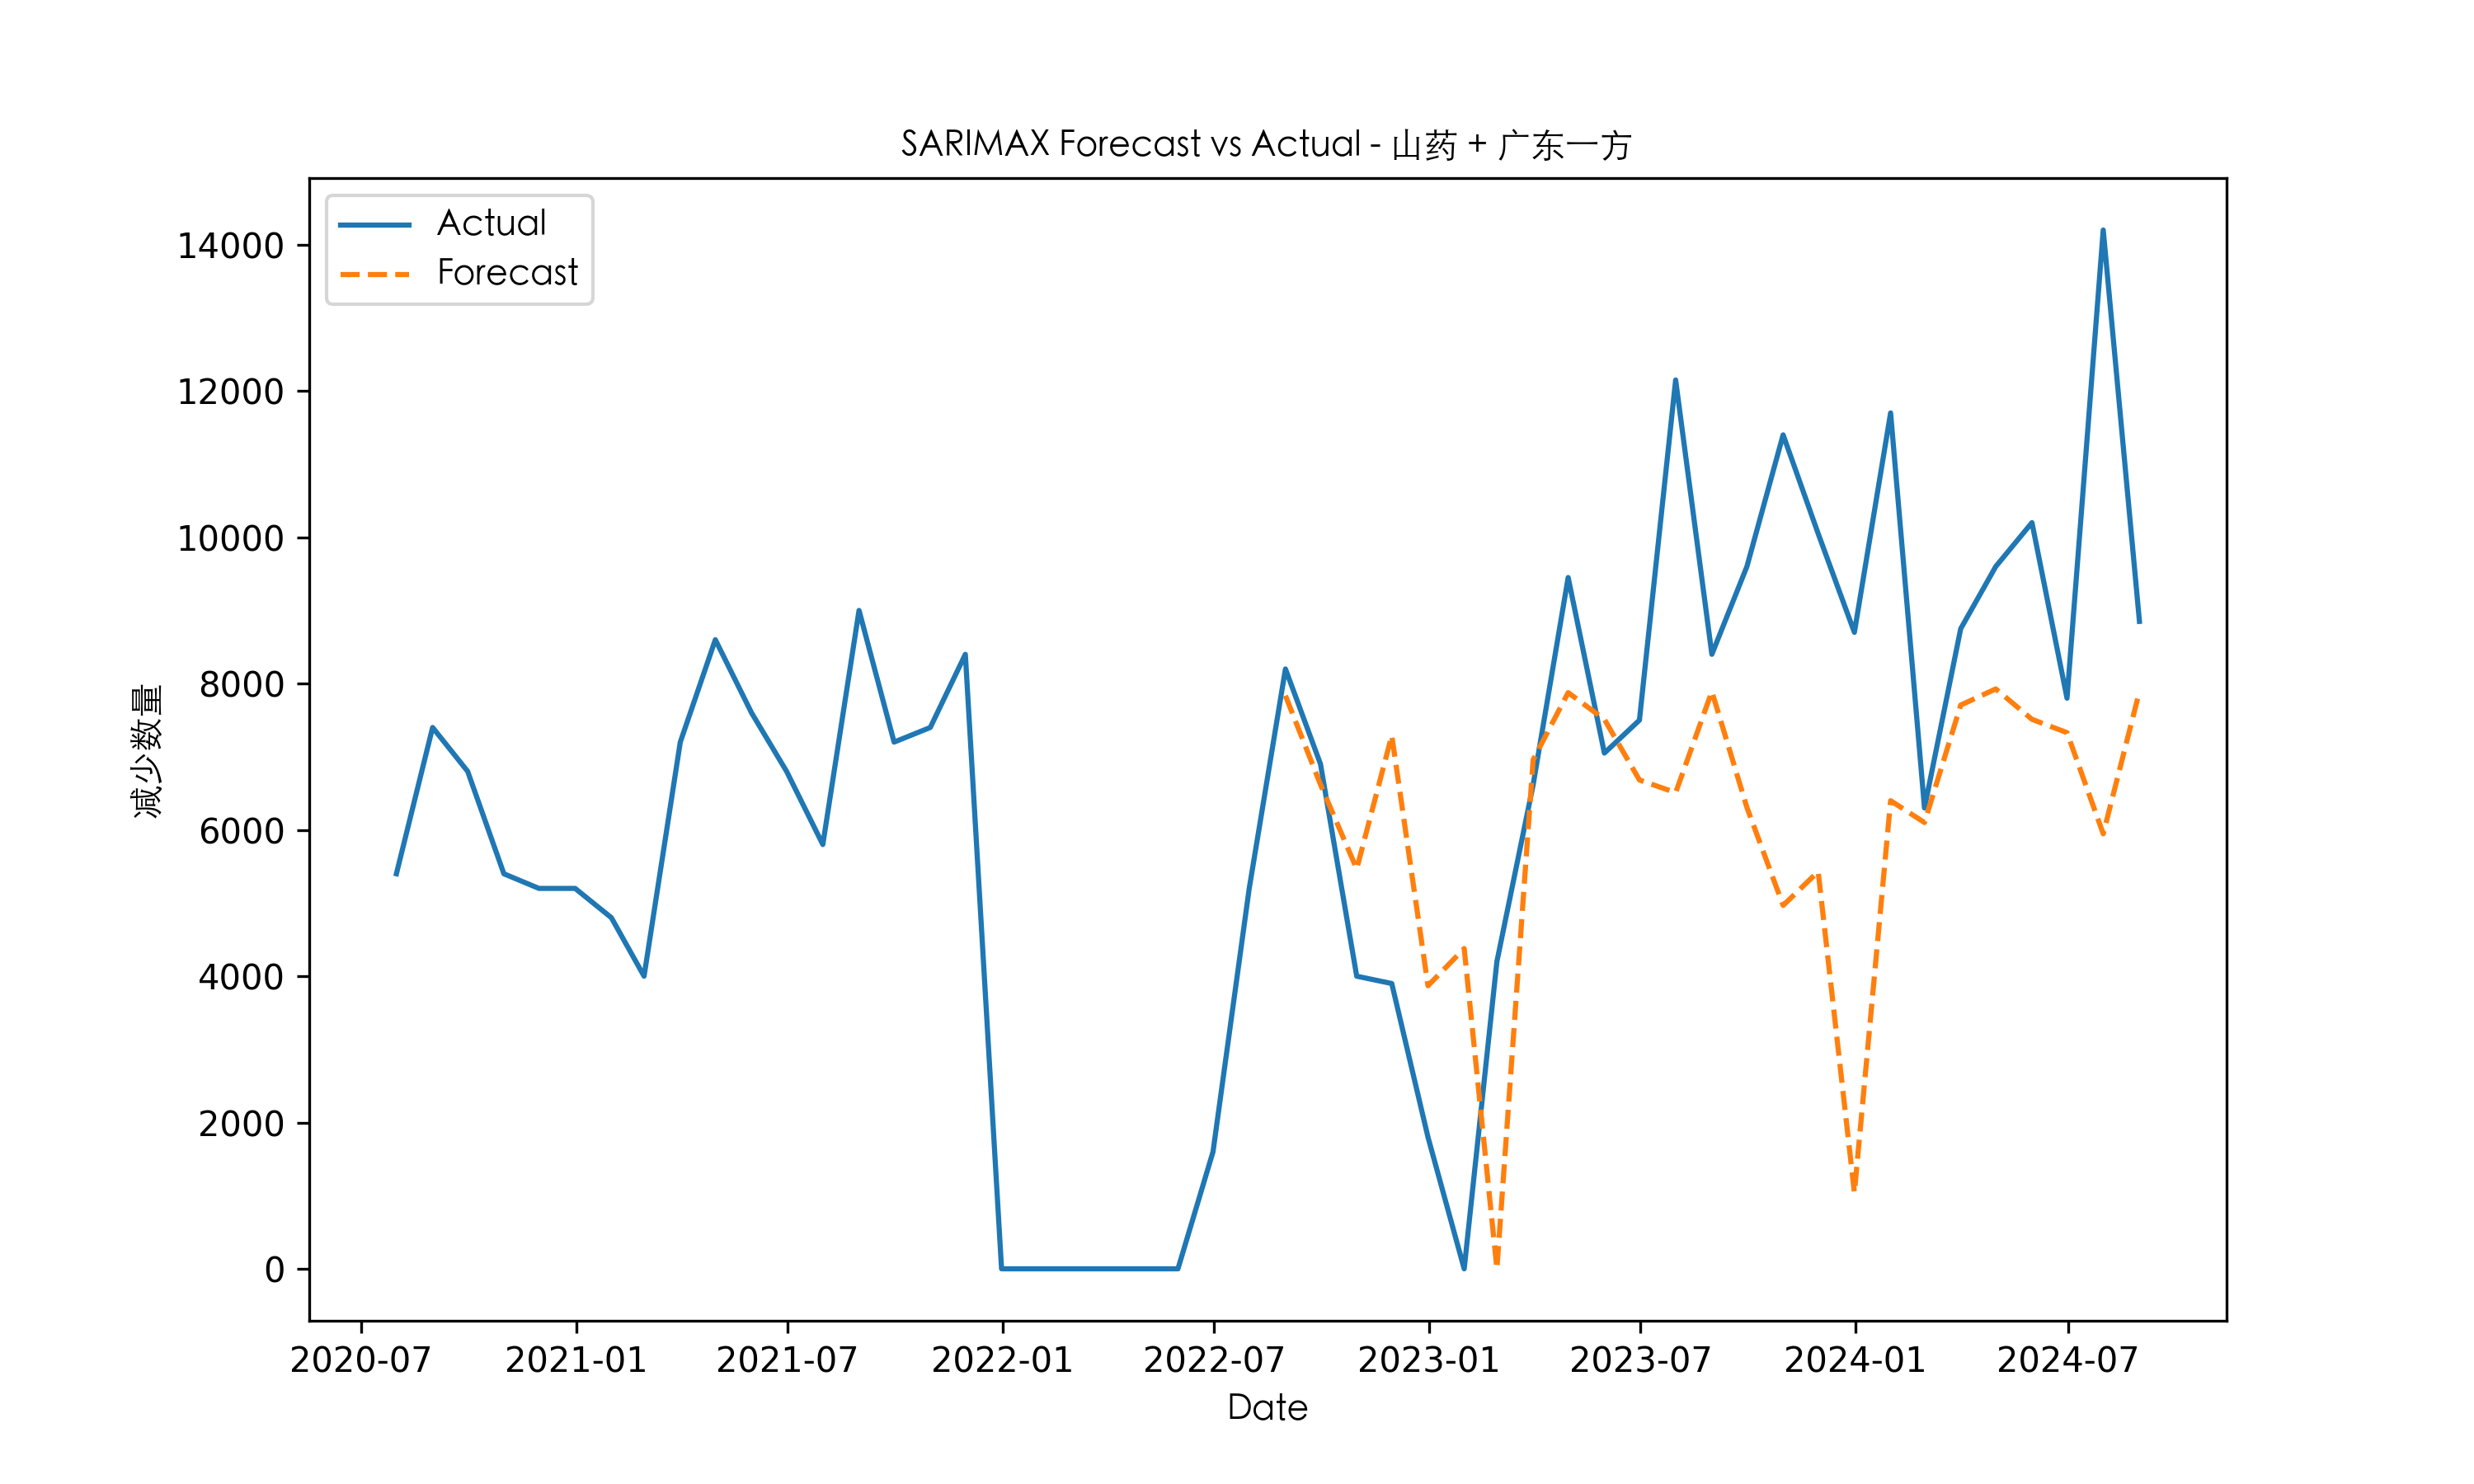 SARIMAX Forecast vs Actual - 山药 + 广东一方
Actual
Forecast
减少数量
14000
12000
10000
8000
6000
4000
2000
0
2020-07 2021-01 2021-07 2022-01 2022-07 2023-01 2023-07 2024-01 2024-07
Date